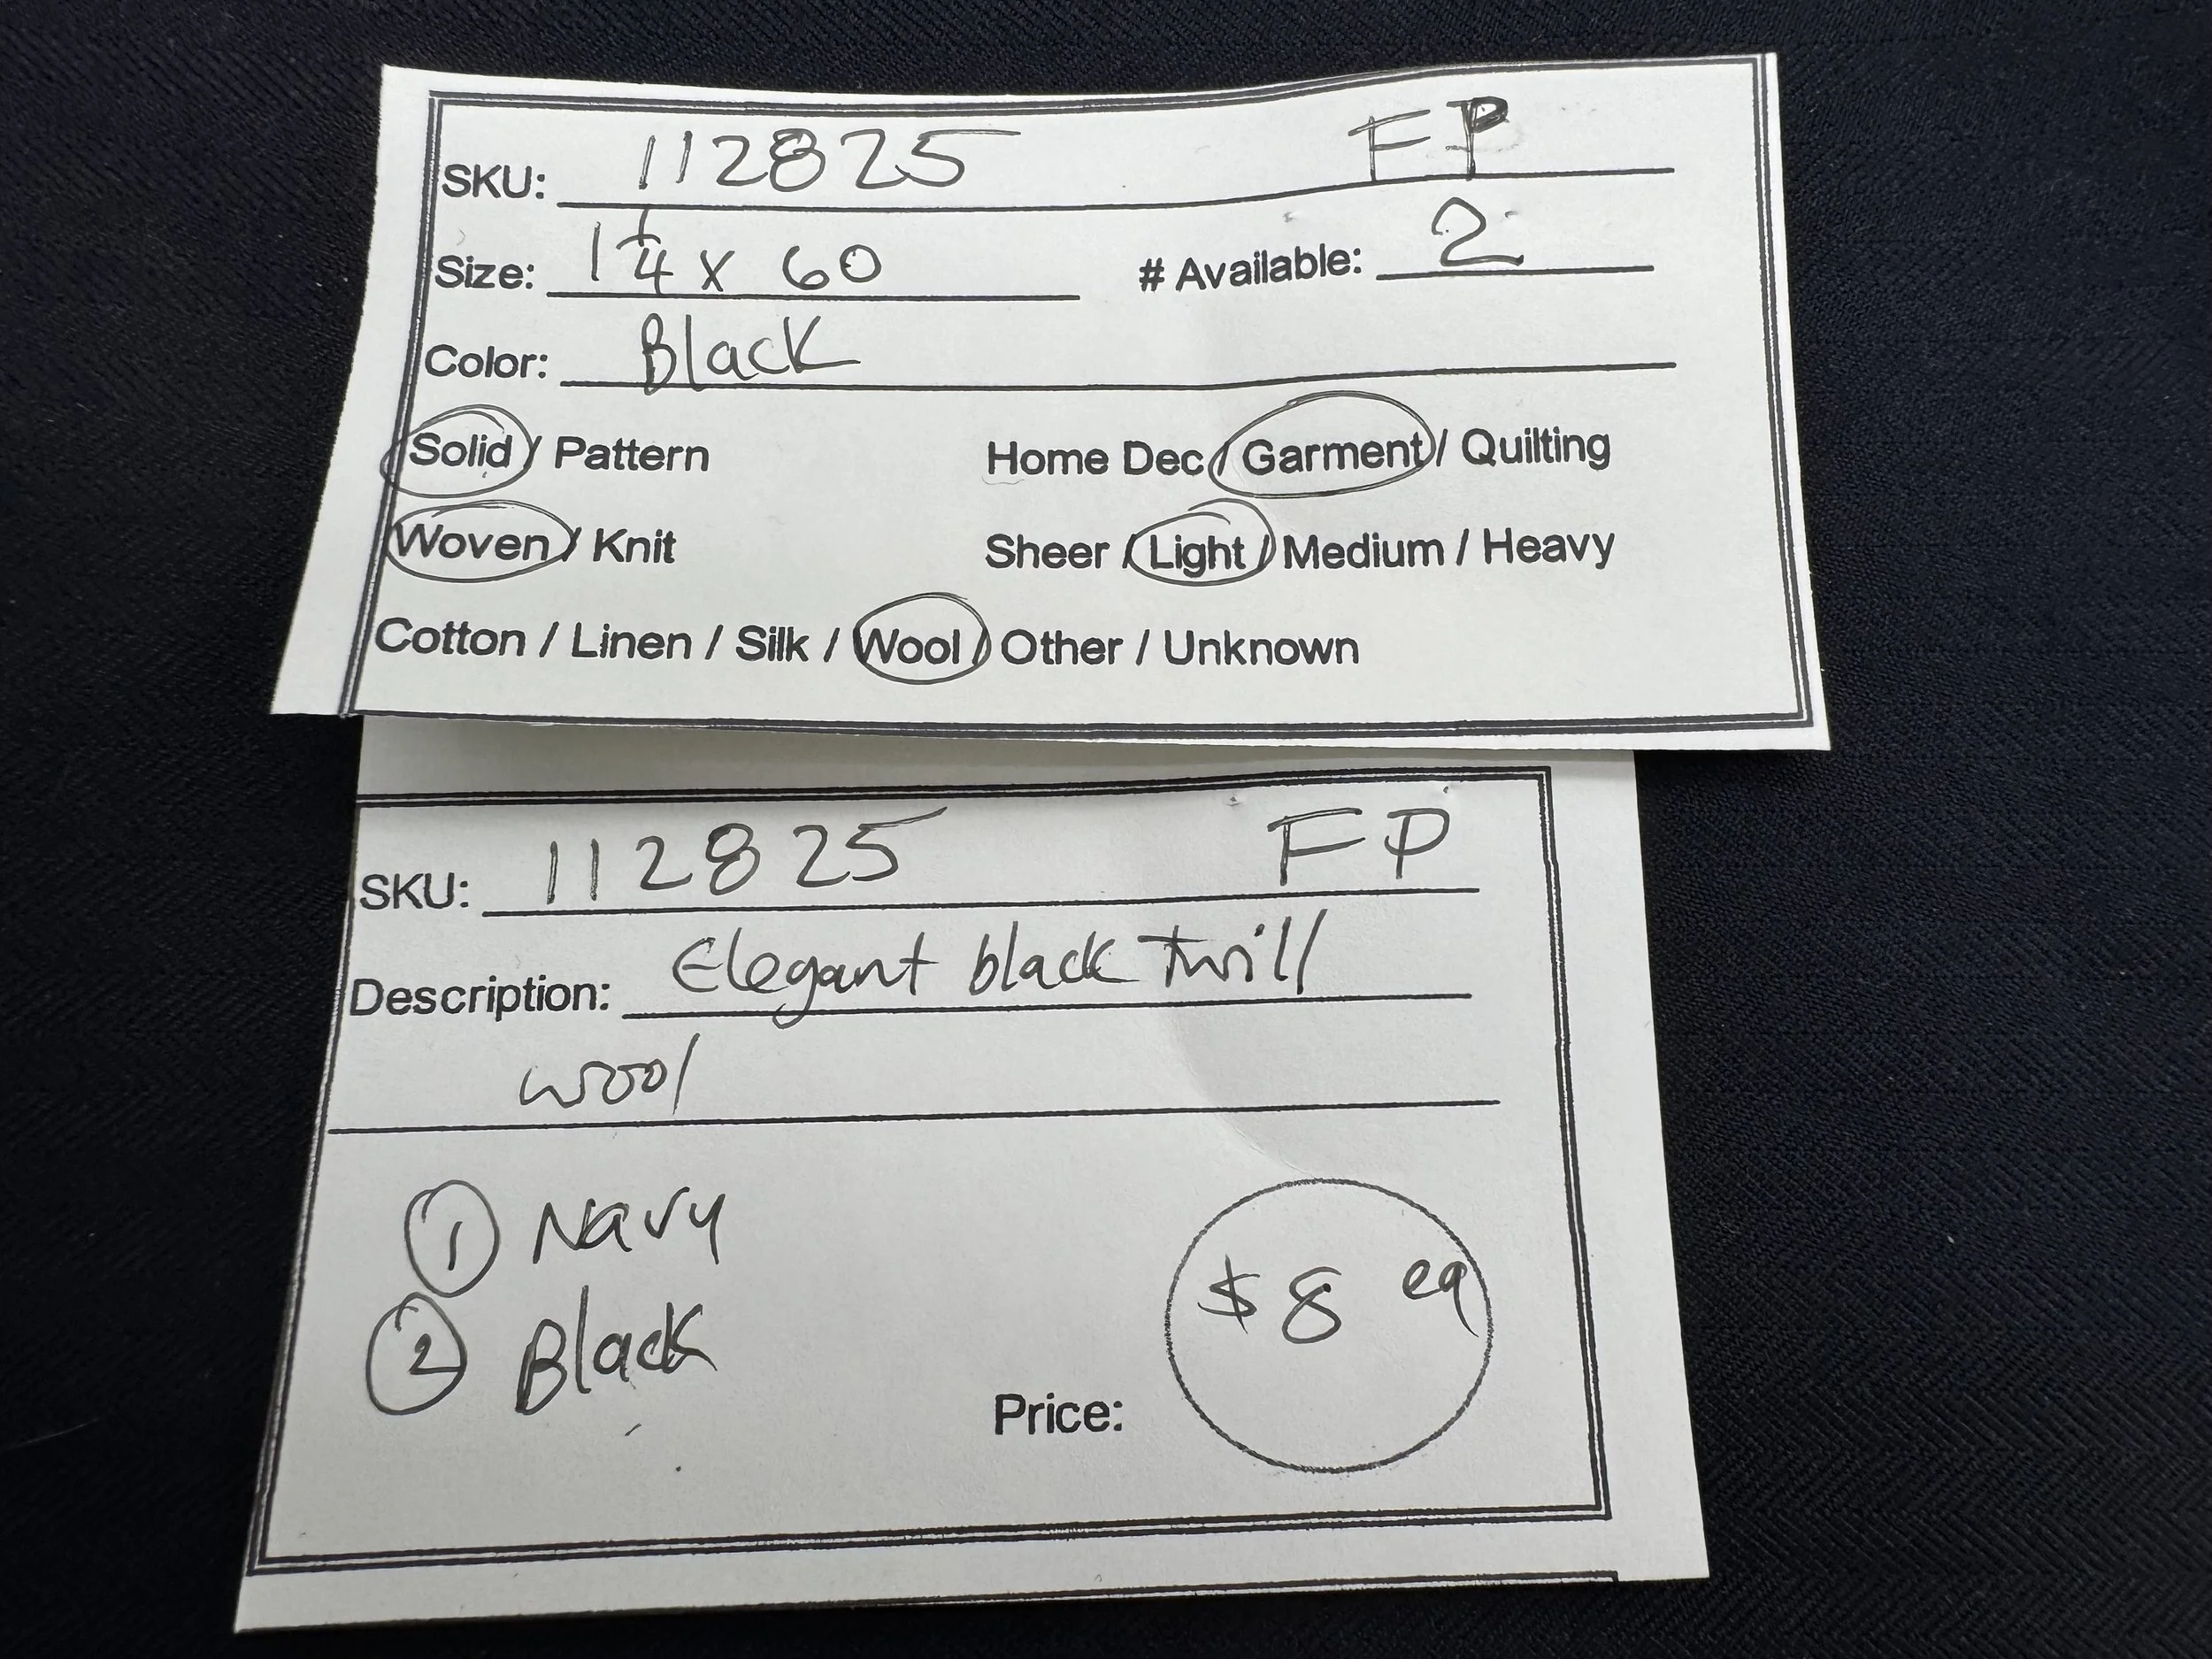 SKU: 112825 FP
Size: 1 1/4 x 60 # Available: 2
Color: Black
Solid / Pattern Home Dec / Garment / Quilting
Woven / Knit Sheer / Light / Medium / Heavy
Cotton / Linen / Silk / Wool / Other / Unknown
SKU: 112825 FP
Description: Elegant black Twill
wool
1 Navy
2 Black
$8 ea
Price: